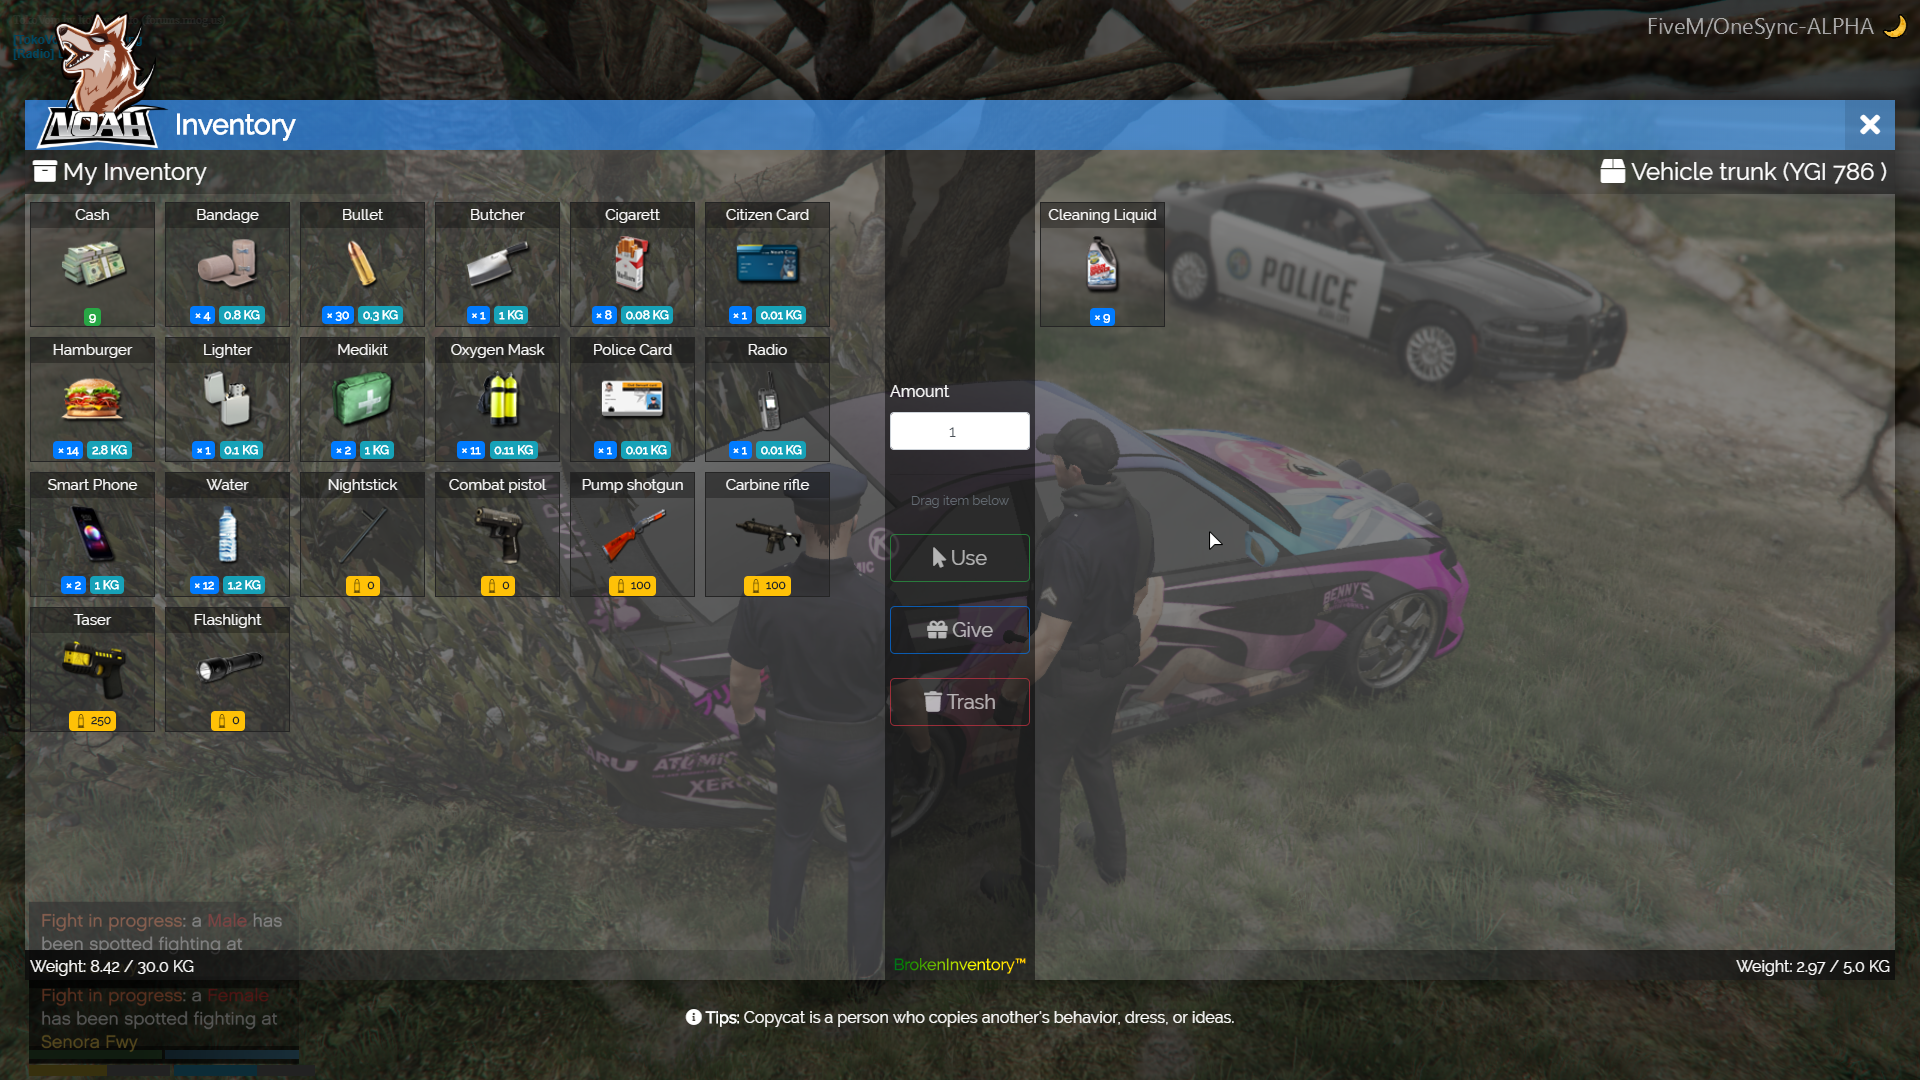 FiveM/OneSync-ALPHA
NOAH
Inventory
My Inventory
Vehicle trunk (YGI 786 )
Cash
Bandage
Bullet
Butcher
Cigarett
Citizen Card
9
× 4 0.8 KG
× 30 0.3 KG
× 1 1 KG
× 8 0.08 KG
× 1 0.01 KG
Cleaning Liquid
× 9
Hamburger
Lighter
Medikit
Oxygen Mask
Police Card
Radio
× 14 2.8 KG
× 1 0.1 KG
× 2 1 KG
× 11 0.11 KG
× 1 0.01 KG
× 1 0.01 KG
Smart Phone
Water
Nightstick
Combat pistol
Pump shotgun
Carbine rifle
× 2 1 KG
× 12 1.2 KG
0
0
100
100
Taser
Flashlight
250
0
Amount
1
Drag item below
Use
Give
Trash
POLICE
BENNY'S
ATOMIC
XERO
Fight in progress: a Male has
been spotted fighting at
Weight: 8.42 / 30.0 KG
BrokenInventory™
Weight: 2.97 / 5.0 KG
Fight in progress: a Female
has been spotted fighting at
Senora Fwy
Tips: Copycat is a person who copies another's behavior, dress, or ideas.